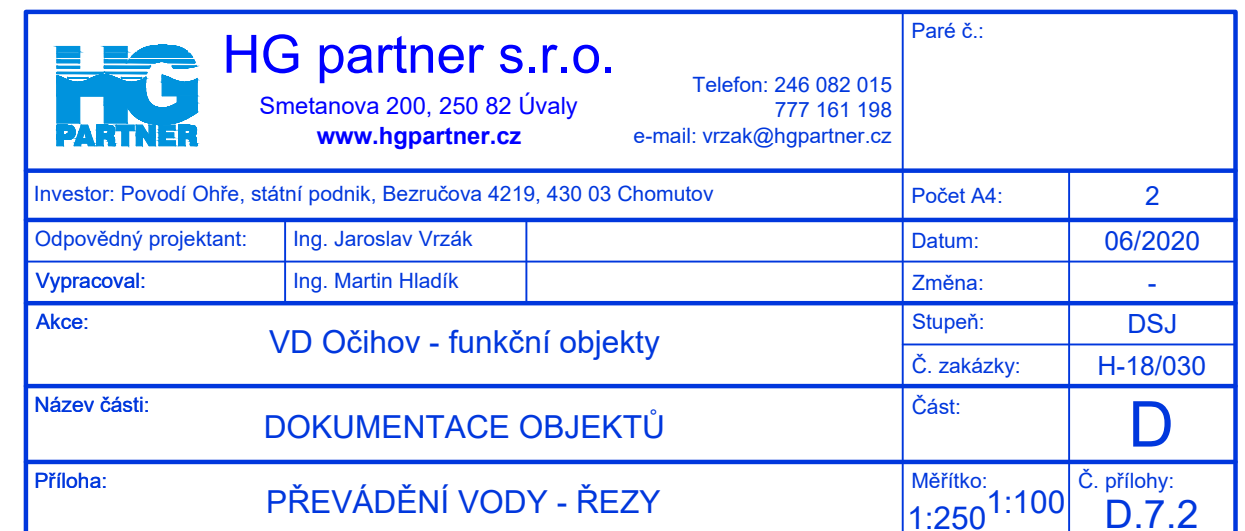 HG
PARTNER
HG partner s.r.o.
Smetanova 200, 250 82 Úvaly
www.hgpartner.cz
Telefon: 246 082 015
777 161 198
e-mail: vrzak@hgpartner.cz
Paré č.:
Investor: Povodí Ohře, státní podnik, Bezručova 4219, 430 03 Chomutov
Počet A4: 2
Odpovědný projektant: Ing. Jaroslav Vrzák
Datum: 06/2020
Vypracoval: Ing. Martin Hladík
Změna: -
Akce: VD Očihov - funkční objekty
Stupeň: DSJ
Č. zakázky: H-18/030
Název části: DOKUMENTACE OBJEKTŮ
Část: D
Příloha: PŘEVÁDĚNÍ VODY - ŘEZY
Měřítko: 1:250 1:100
Č. přílohy: D.7.2